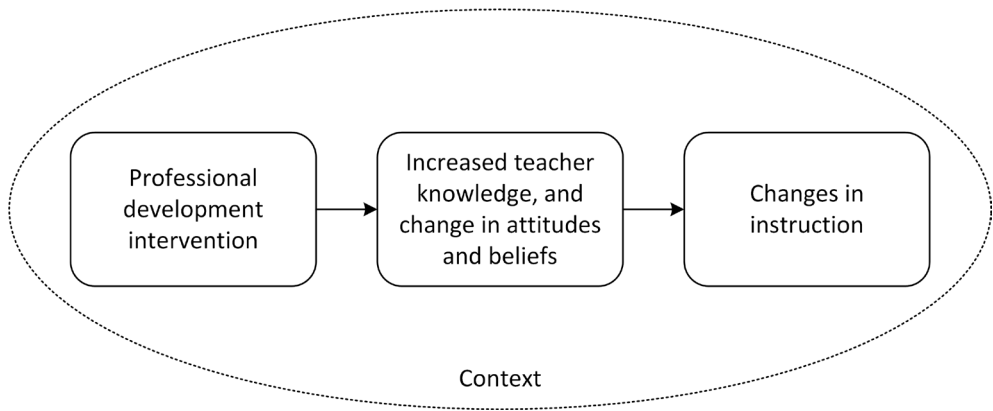 Professional
development
intervention
Increased teacher
knowledge, and
change in attitudes
and beliefs
Changes in
instruction
Context